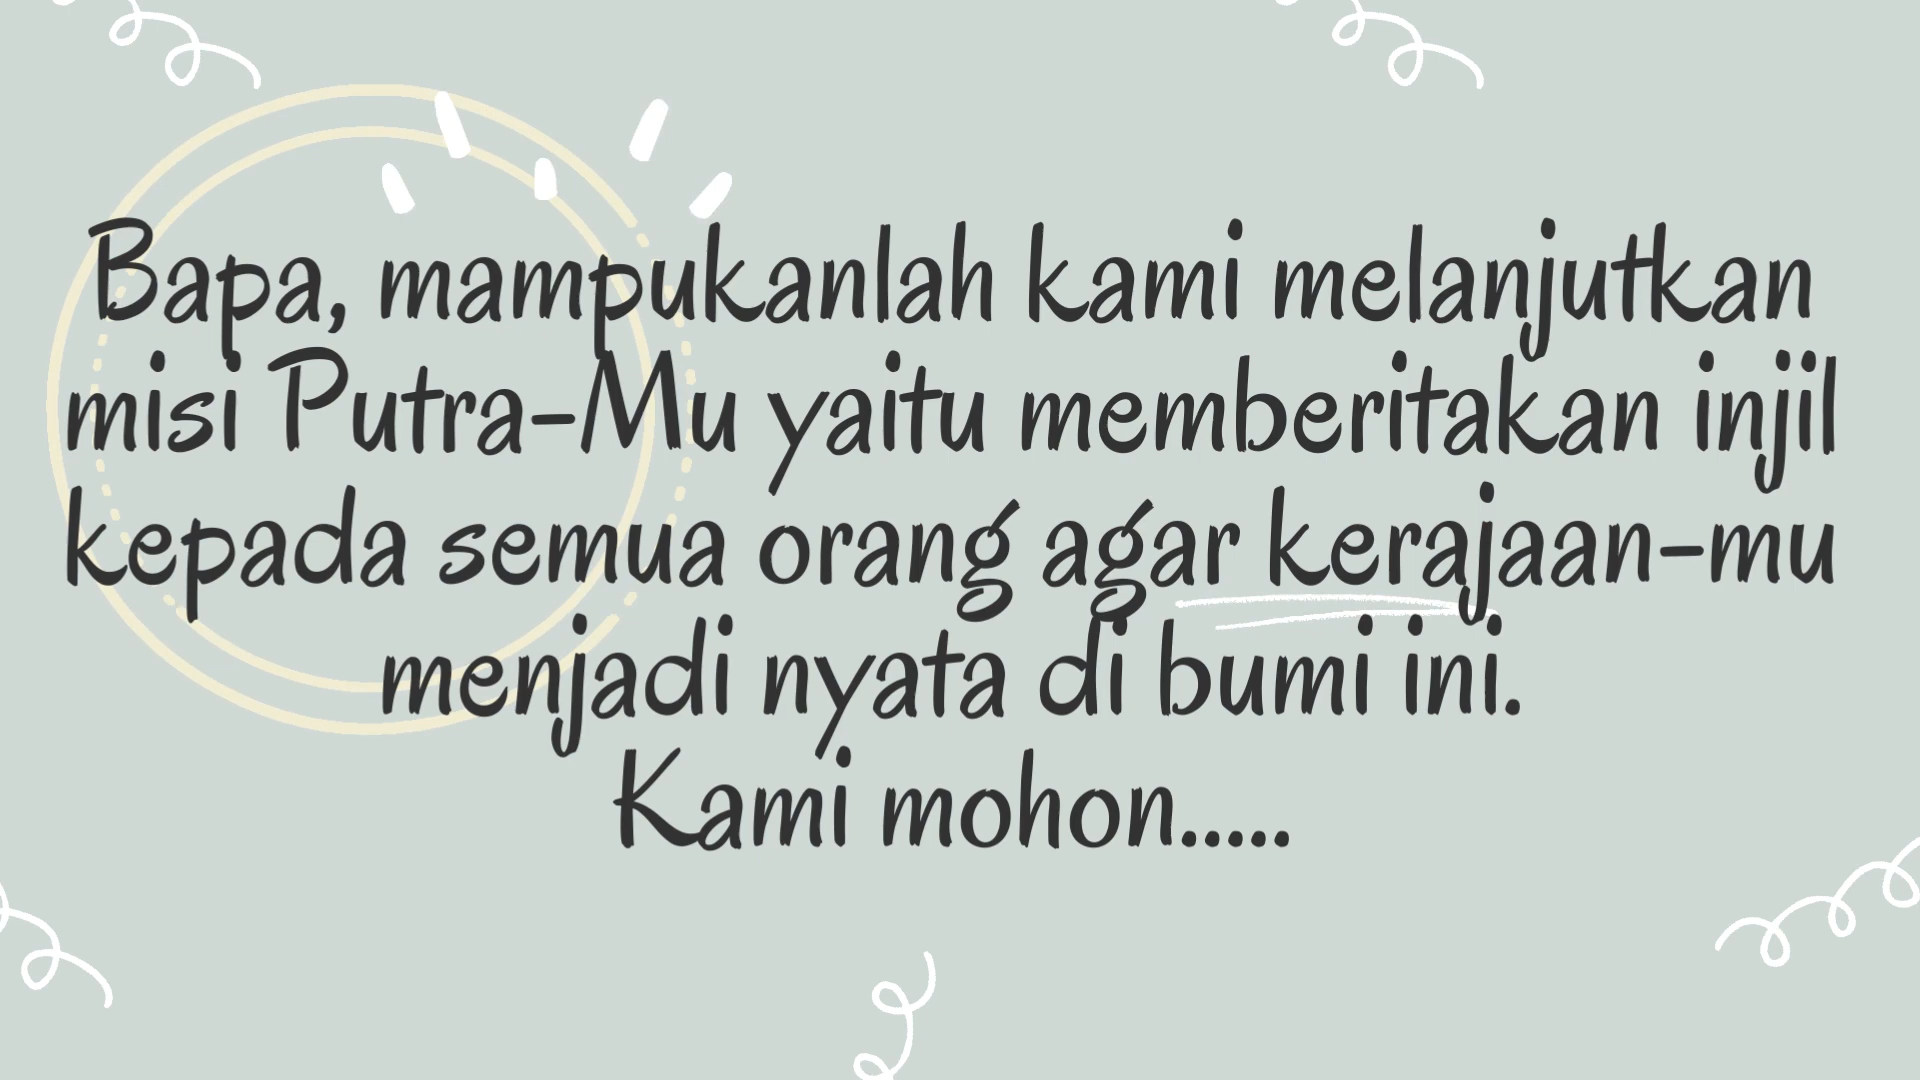 Bapa, mampukanlah kami melanjutkan
misi Putra-Mu yaitu memberitakan injil
kepada semua orang agar kerajaan-mu
menjadi nyata di bumi ini.
Kami mohon.....